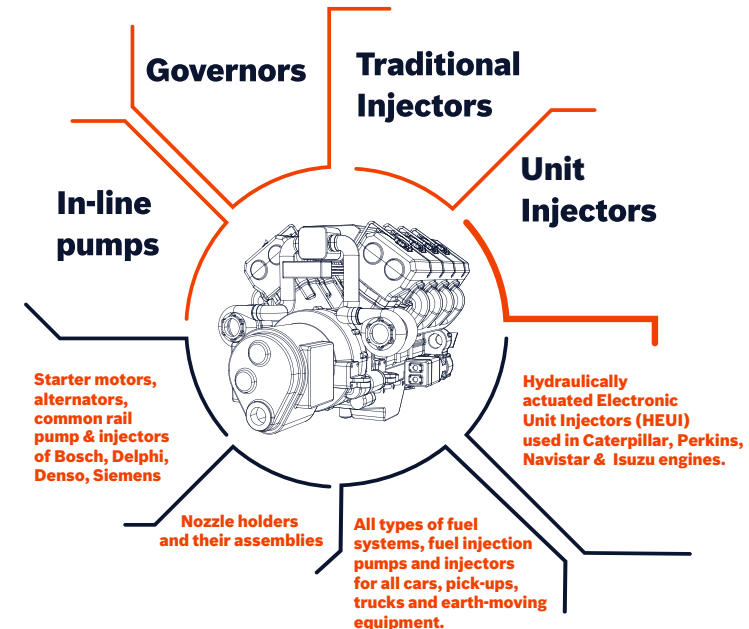 Governors
Traditional
Injectors
Unit
Injectors
In-line
pumps
Starter motors,
alternators,
common rail
pump & injectors
of Bosch, Delphi,
Denso, Siemens
Hydraulically
actuated Electronic
Unit Injectors (HEUI)
used in Caterpillar, Perkins,
Navistar & Isuzu engines.
Nozzle holders
and their assemblies
All types of fuel
systems, fuel injection
pumps and injectors
for all cars, pick-ups,
trucks and earth-moving
equipment.